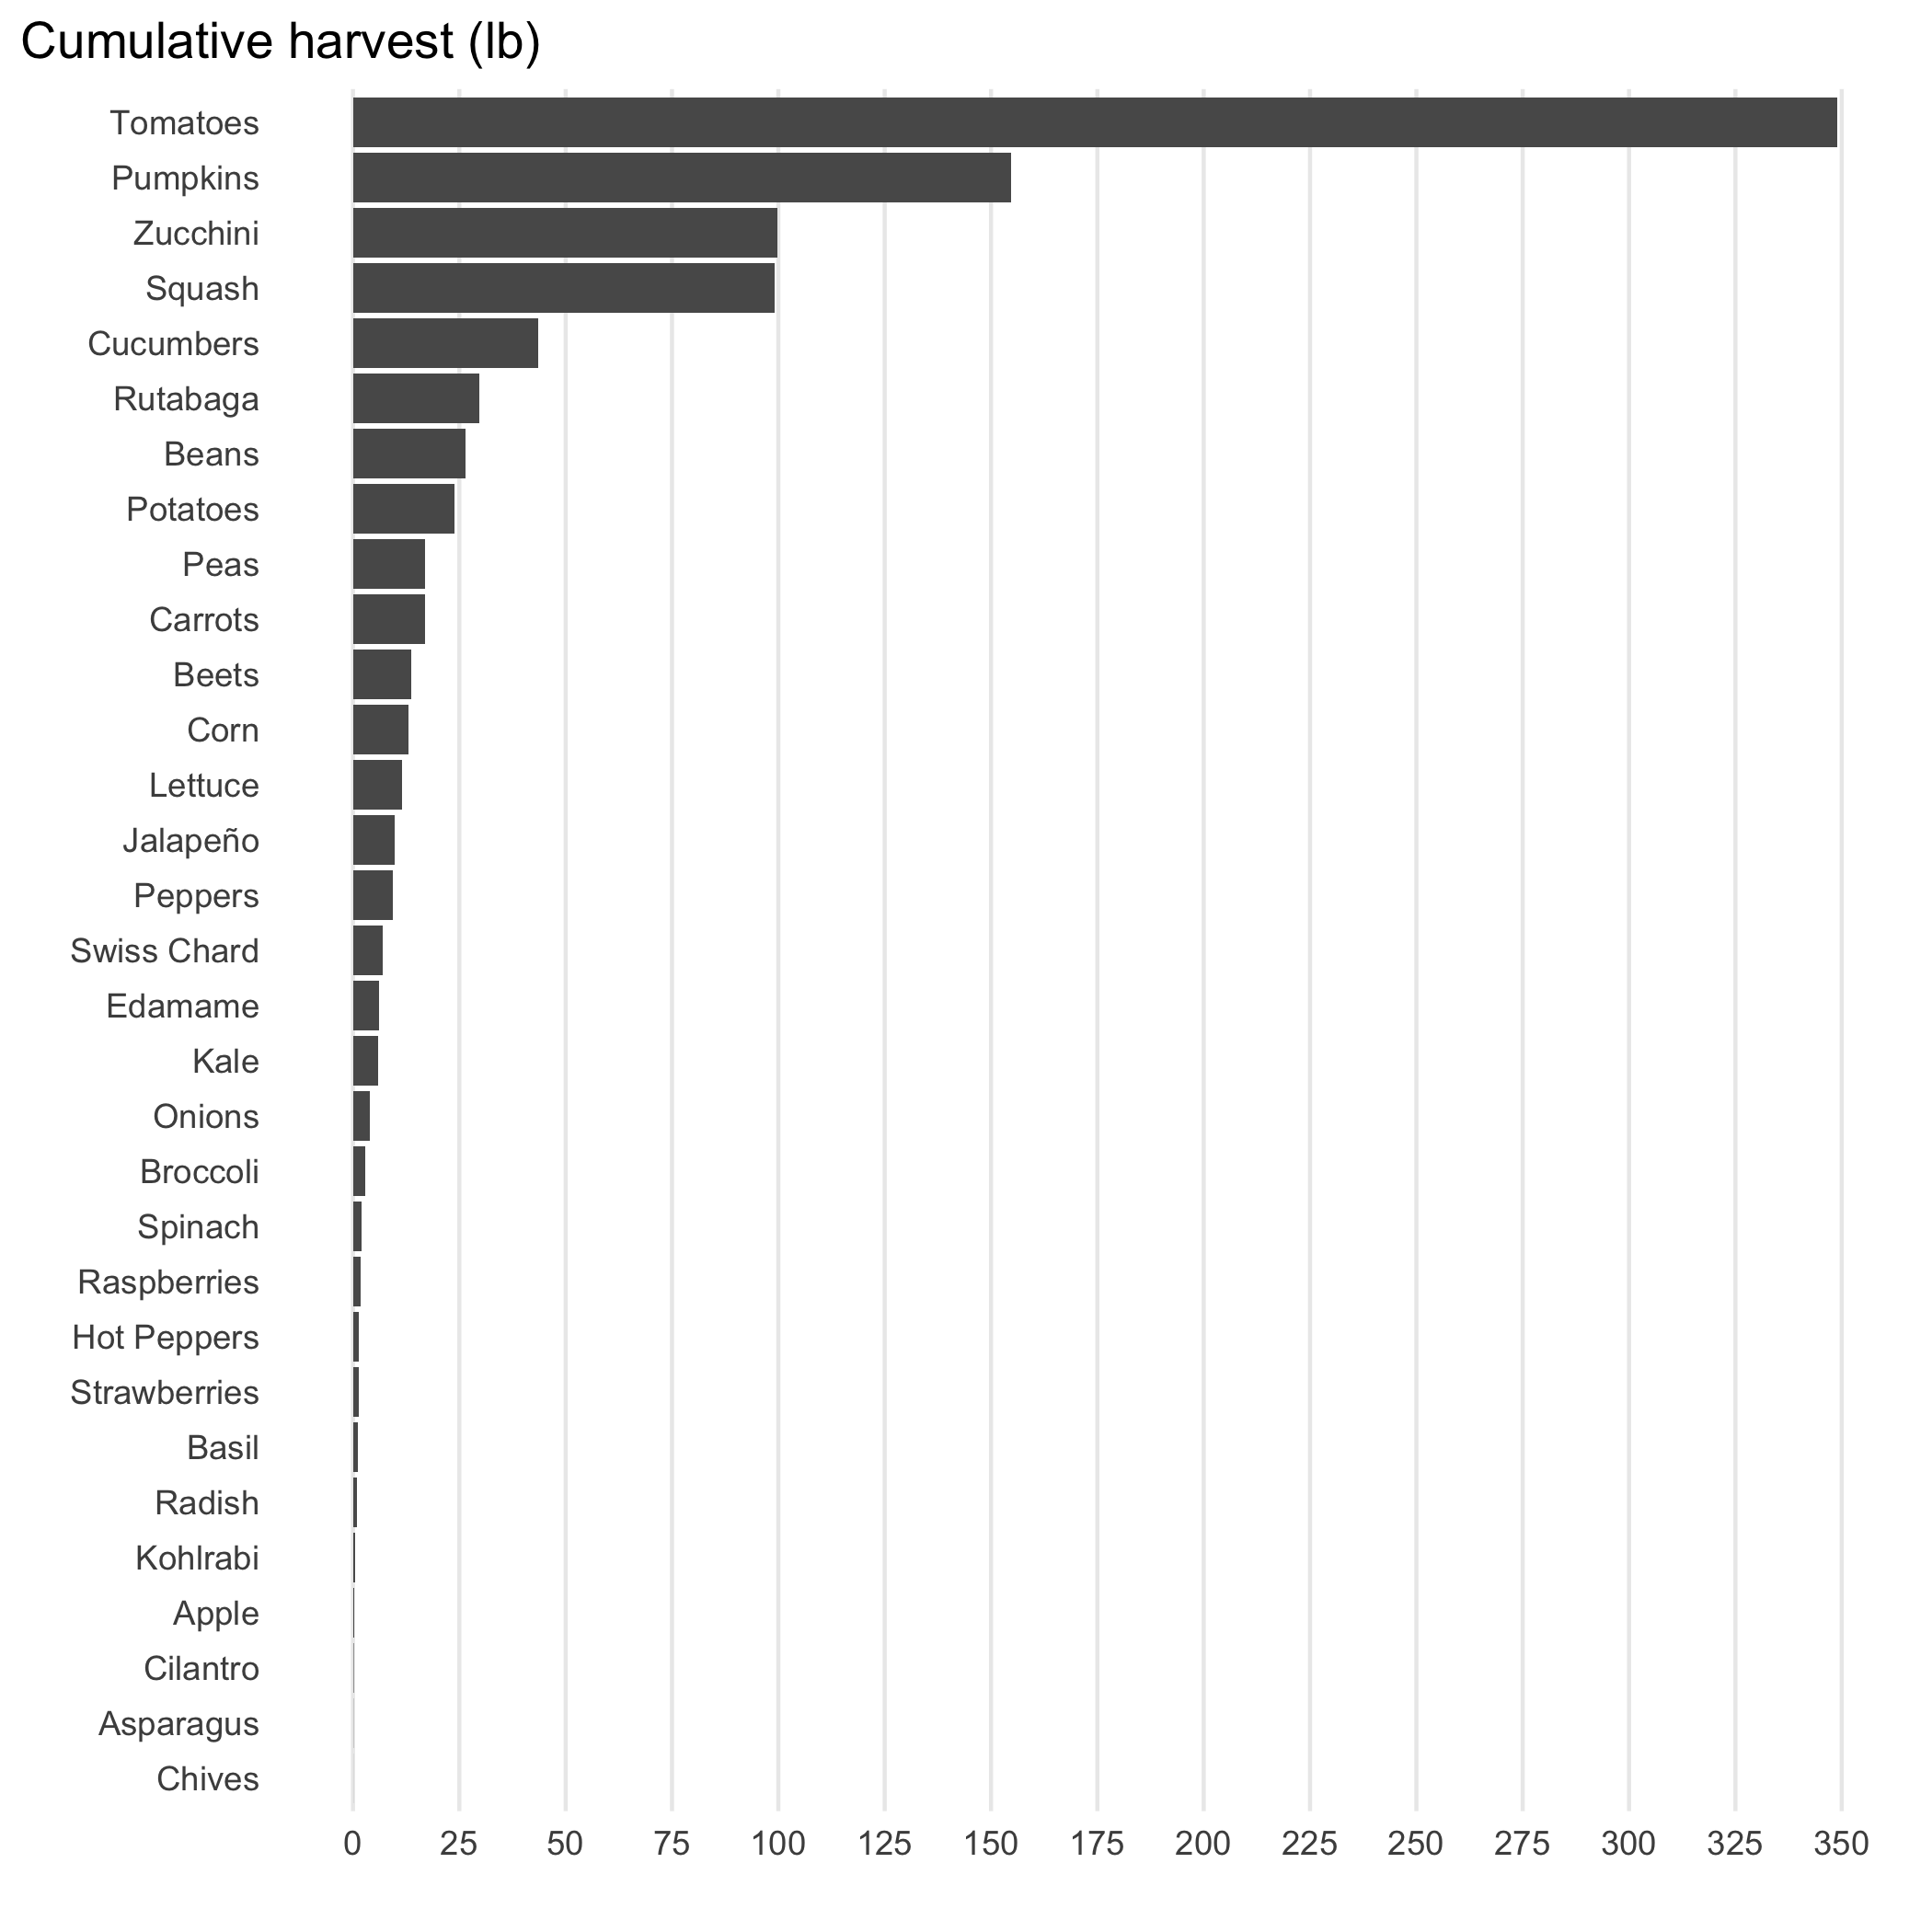 Cumulative harvest (lb)
Tomatoes
Pumpkins
Zucchini
Squash
Cucumbers
Rutabaga
Beans
Potatoes
Peas
Carrots
Beets
Corn
Lettuce
Jalapeño
Peppers
Swiss Chard
Edamame
Kale
Onions
Broccoli
Spinach
Raspberries
Hot Peppers
Strawberries
Basil
Radish
Kohlrabi
Apple
Cilantro
Asparagus
Chives
0 25 50 75 100 125 150 175 200 225 250 275 300 325 350